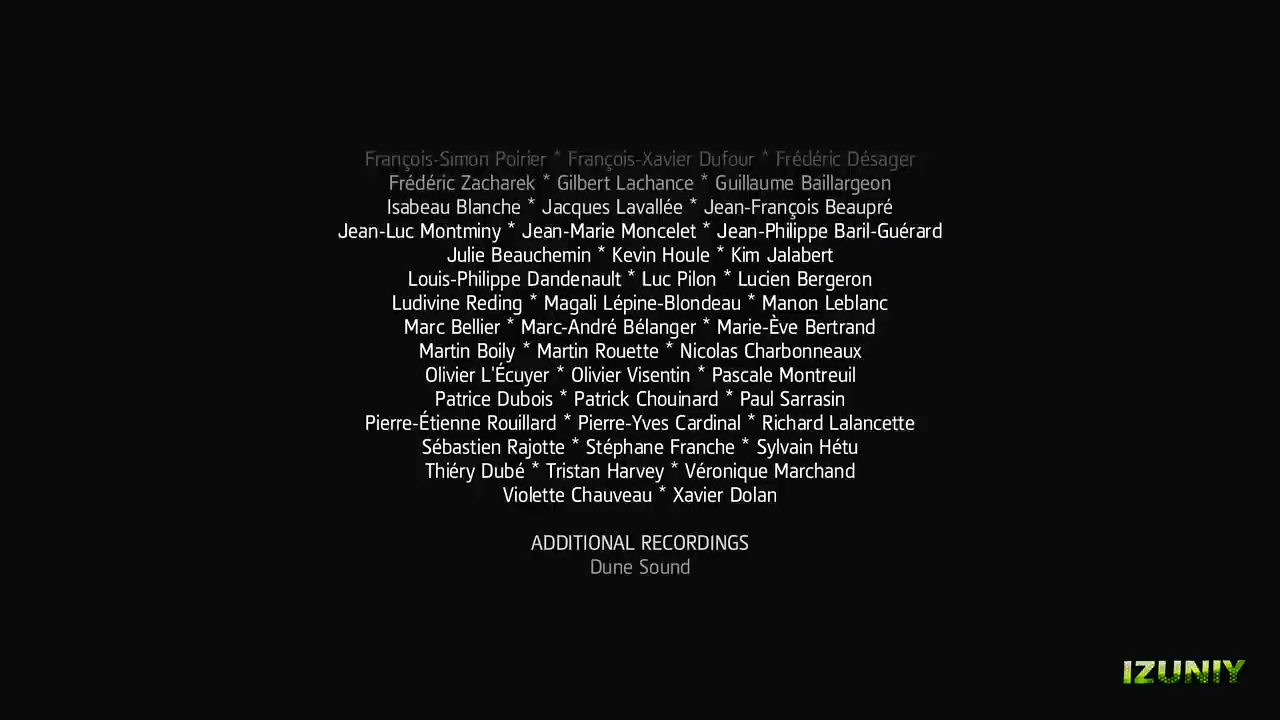 François-Simon Poirier * François-Xavier Dufour * Frédéric Désager
Frédéric Zacharek * Gilbert Lachance * Guillaume Baillargeon
Isabeau Blanche * Jacques Lavallée * Jean-François Beaupré
Jean-Luc Montminy * Jean-Marie Moncelet * Jean-Philippe Baril-Guérard
Julie Beauchemin * Kevin Houle * Kim Jalabert
Louis-Philippe Dandenault * Luc Pilon * Lucien Bergeron
Ludivine Reding * Magali Lépine-Blondeau * Manon Leblanc
Marc Bellier * Marc-André Bélanger * Marie-Ève Bertrand
Martin Boily * Martin Rouette * Nicolas Charbonneaux
Olivier L'Écuyer * Olivier Visentin * Pascale Montreuil
Patrice Dubois * Patrick Chouinard * Paul Sarrasin
Pierre-Étienne Rouillard * Pierre-Yves Cardinal * Richard Lalancette
Sébastien Rajotte * Stéphane Franche * Sylvain Hétu
Thiéry Dubé * Tristan Harvey * Véronique Marchand
Violette Chauveau * Xavier Dolan
ADDITIONAL RECORDINGS
Dune Sound
IZUNIY